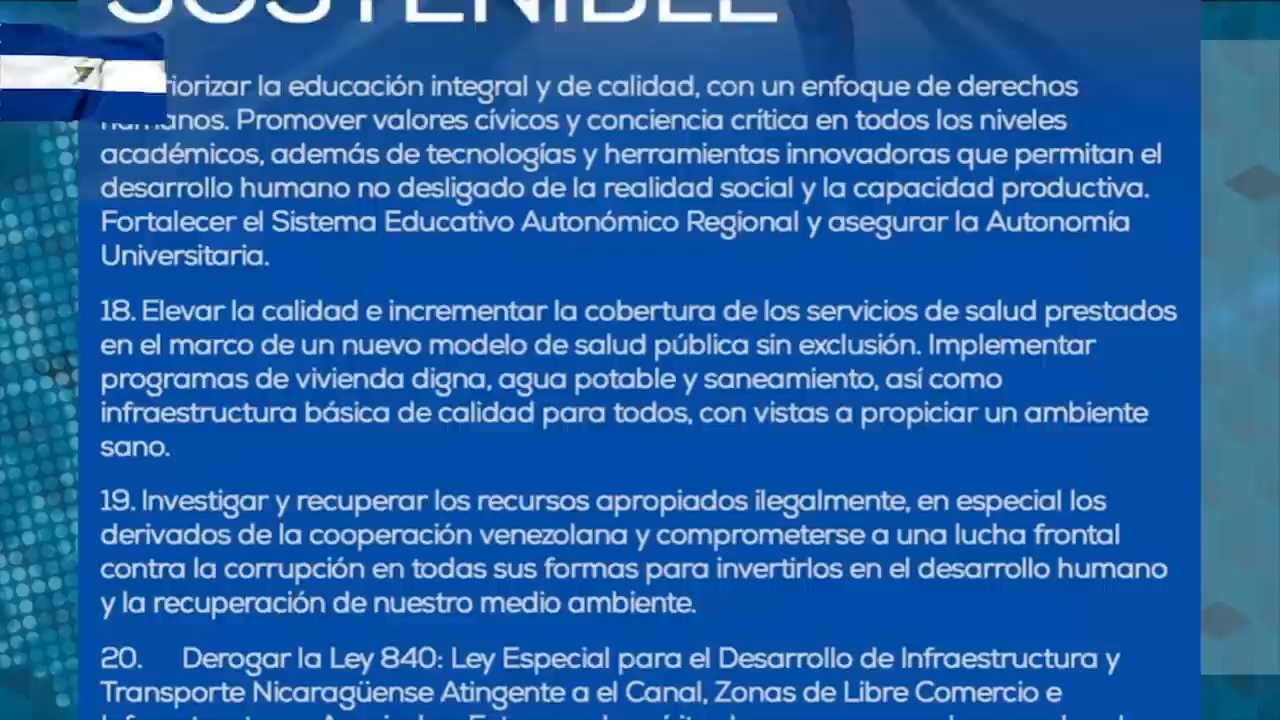 SOSTENIBLE
la educación integral y de calidad, con un enfoque de derechos
humanos. Promover valores cívicos y conciencia crítica en todos los niveles
académicos, además de tecnologías y herramientas innovadoras que permitan el
desarrollo humano no desligado de la realidad social y la capacidad productiva.
Fortalecer el Sistema Educativo Autonómico Regional y asegurar la Autonomía
Universitaria.
18. Elevar la calidad e incrementar la cobertura de los servicios de salud prestados
en el marco de un nuevo modelo de salud pública sin exclusión. Implementar
programas de vivienda digna, agua potable y saneamiento, así como
infraestructura básica de calidad para todos, con vistas a propiciar un ambiente
sano.
19. Investigar y recuperar los recursos apropiados ilegalmente, en especial los
derivados de la cooperación venezolana y comprometerse a una lucha frontal
contra la corrupción en todas sus formas para invertirlos en el desarrollo humano
y la recuperación de nuestro medio ambiente.
20. Derogar la Ley 840: Ley Especial para el Desarrollo de Infraestructura y
Transporte Nicaragüense Atingente a el Canal, Zonas de Libre Comercio e